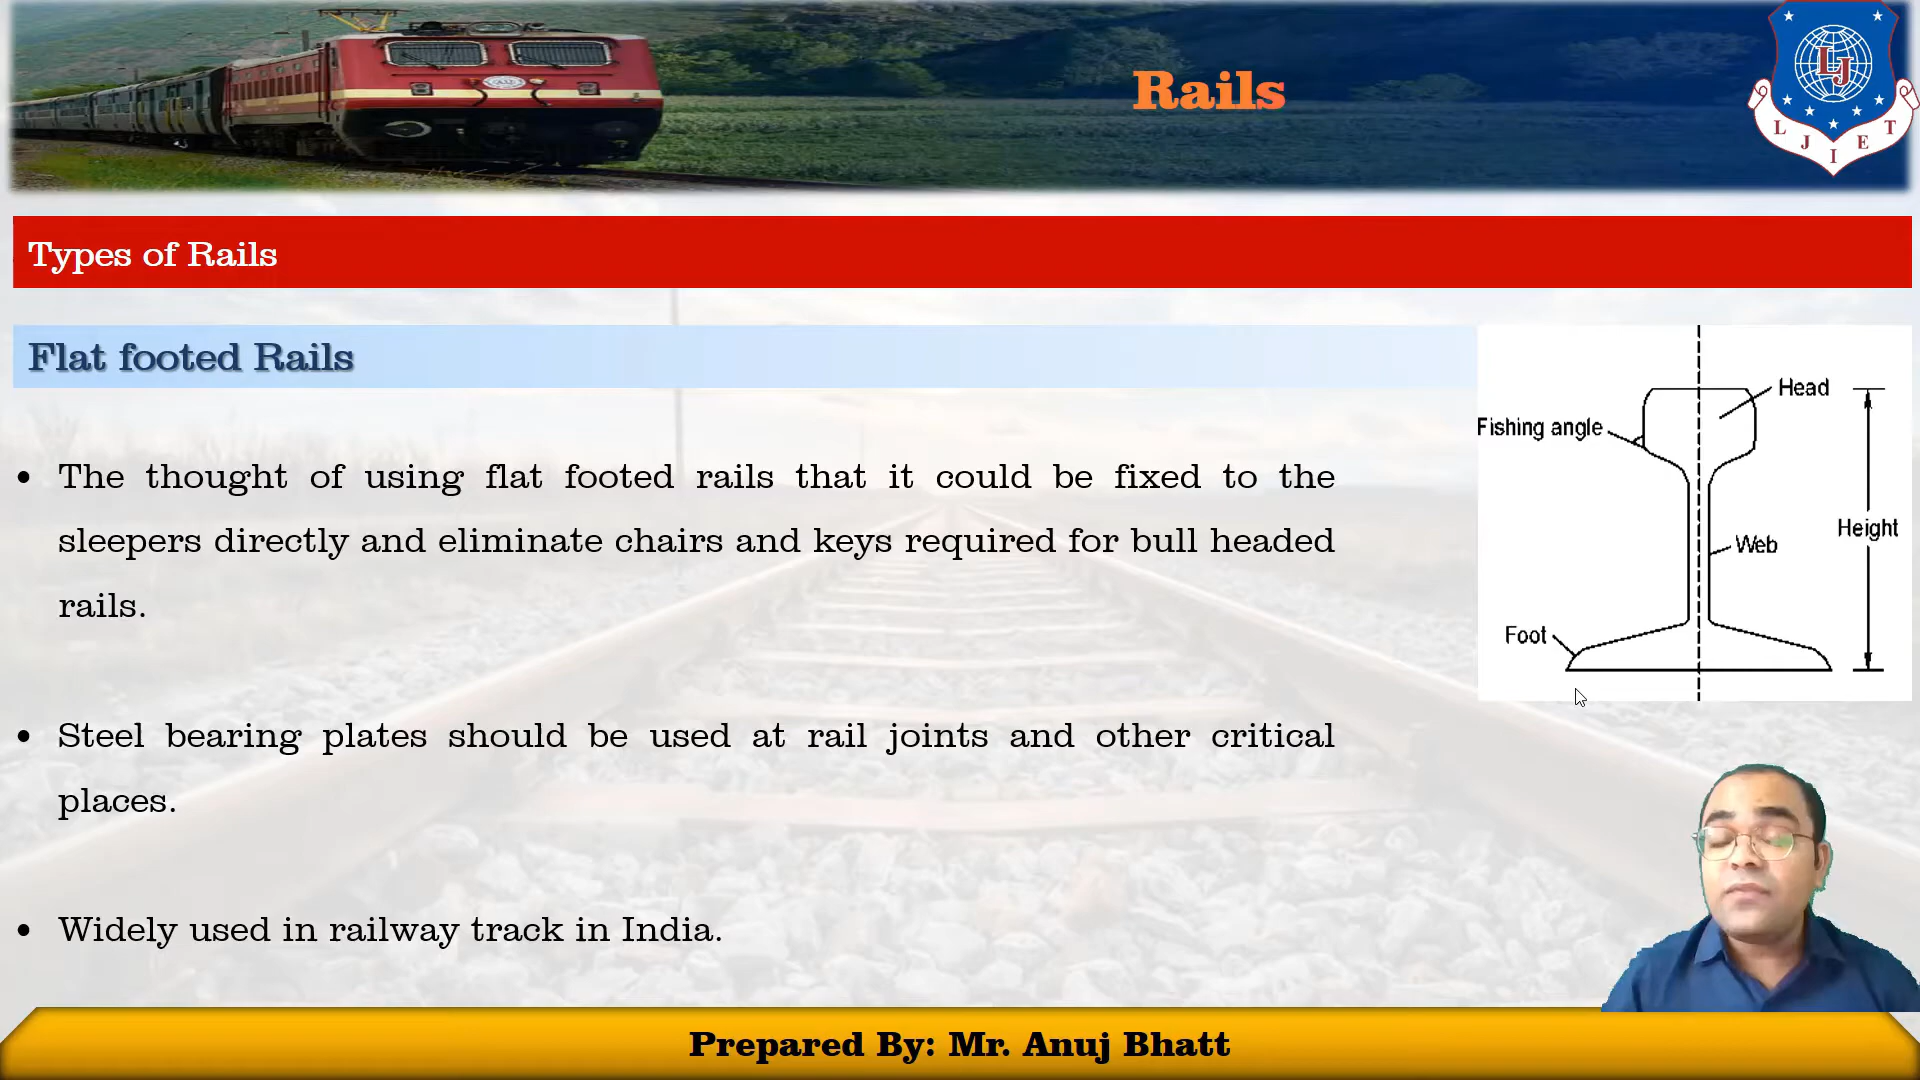 Rails
LJ
L J I E T
Types of Rails
Flat footed Rails
• The thought of using flat footed rails that it could be fixed to the
sleepers directly and eliminate chairs and keys required for bull headed
rails.
• Steel bearing plates should be used at rail joints and other critical
places.
• Widely used in railway track in India.
Head
Fishing angle
Height
Web
Foot
Prepared By: Mr. Anuj Bhatt